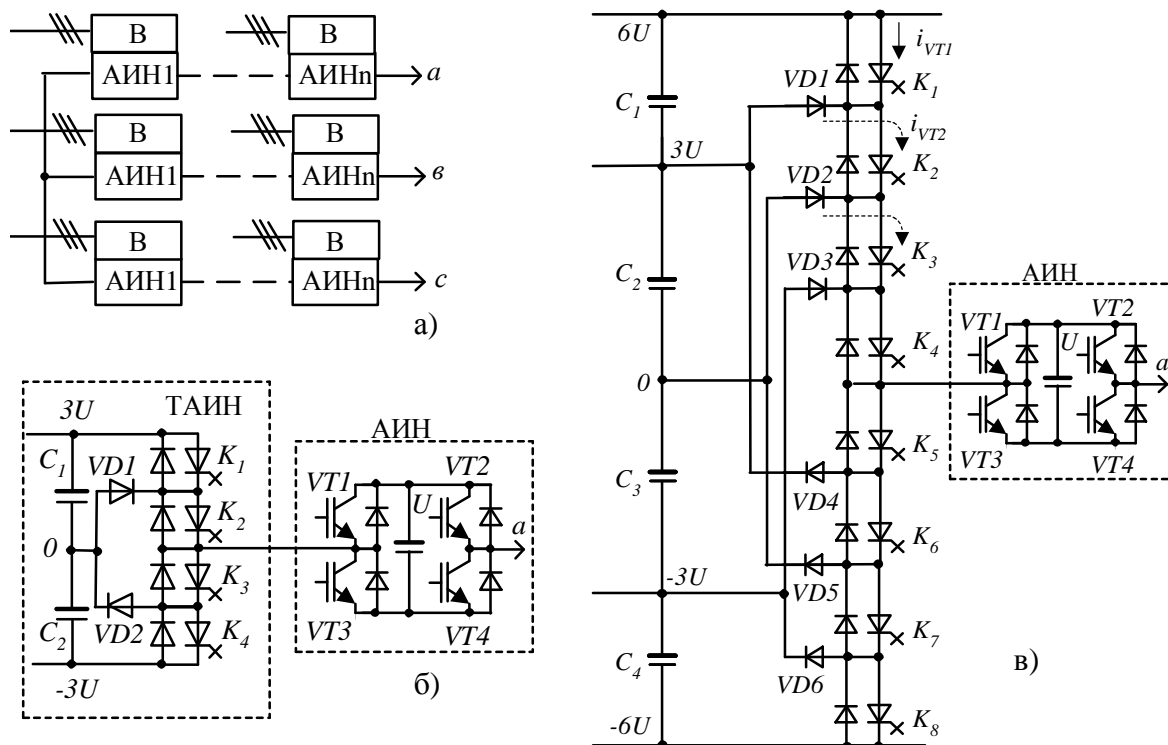 В
В
АИН1
АИНn
a
В
В
АИН1
АИНn
в
В
В
АИН1
АИНn
c
а)
ТАИН
3U
C1
VD1
K1
K2
0
K3
C2
VD2
K4
-3U
АИН
VT1
VT2
U
a
VT3
VT4
б)
6U
iVT1
VD1
K1
C1
iVT2
3U
K2
VD2
K3
C2
VD3
АИН
VT1
VT2
K4
U
a
0
K5
VT3
VT4
C3
VD4
K6
-3U
VD5
K7
C4
VD6
в)
-6U
K8